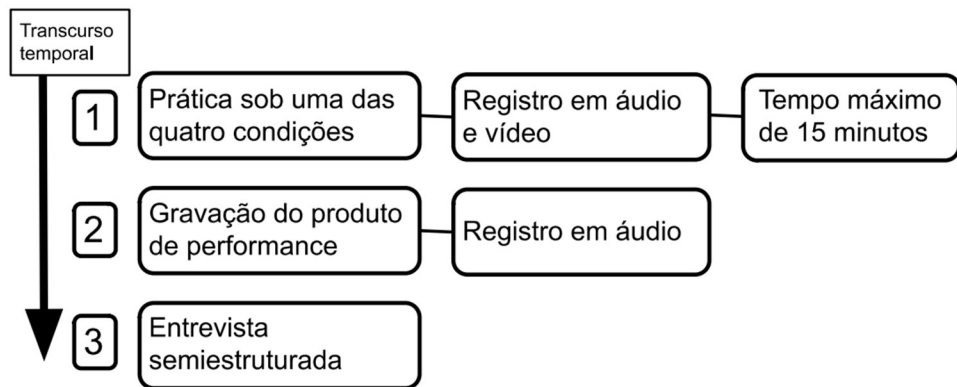 Transcurso
temporal
1
Prática sob uma das
quatro condições
Registro em áudio
e vídeo
Tempo máximo
de 15 minutos
2
Gravação do produto
de performance
Registro em áudio
3
Entrevista
semiestruturada